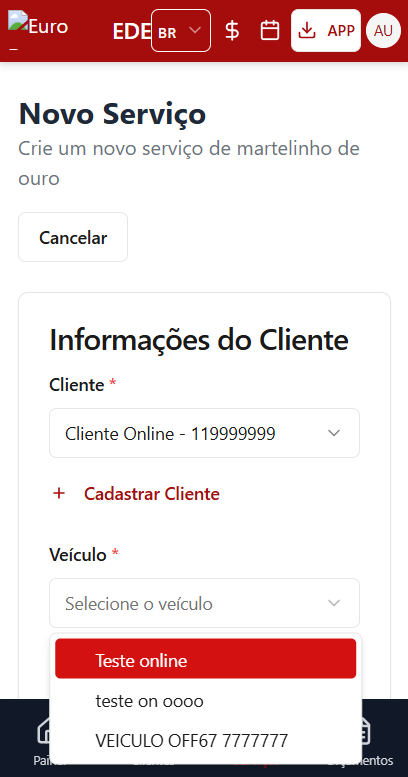 Euro
EDE
BR
APP
AU
Novo Serviço
Crie um novo serviço de martelinho de
ouro
Cancelar
Informações do Cliente
Cliente *
Cliente Online - 119999999
+ Cadastrar Cliente
Veículo *
Selecione o veículo
Teste online
teste on oooo
VEICULO OFF67 7777777